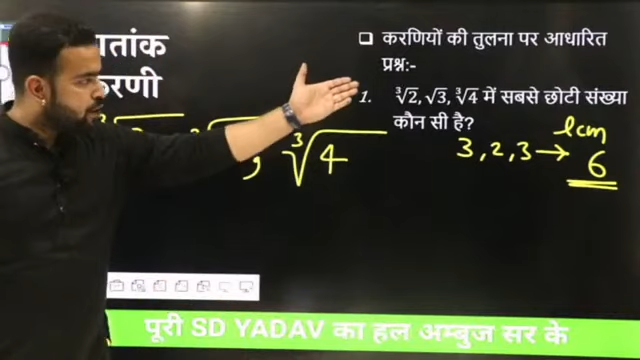 तांक
करणी
❑ करणियों की तुलना पर आधारित
प्रश्न:-
1. ∛2, √3, ∛4 में सबसे छोटी संख्या
कौन सी है?
lcm
3, 2, 3 → 6
, ∛4
पूरी SD YADAV का हल अम्बुज सर के